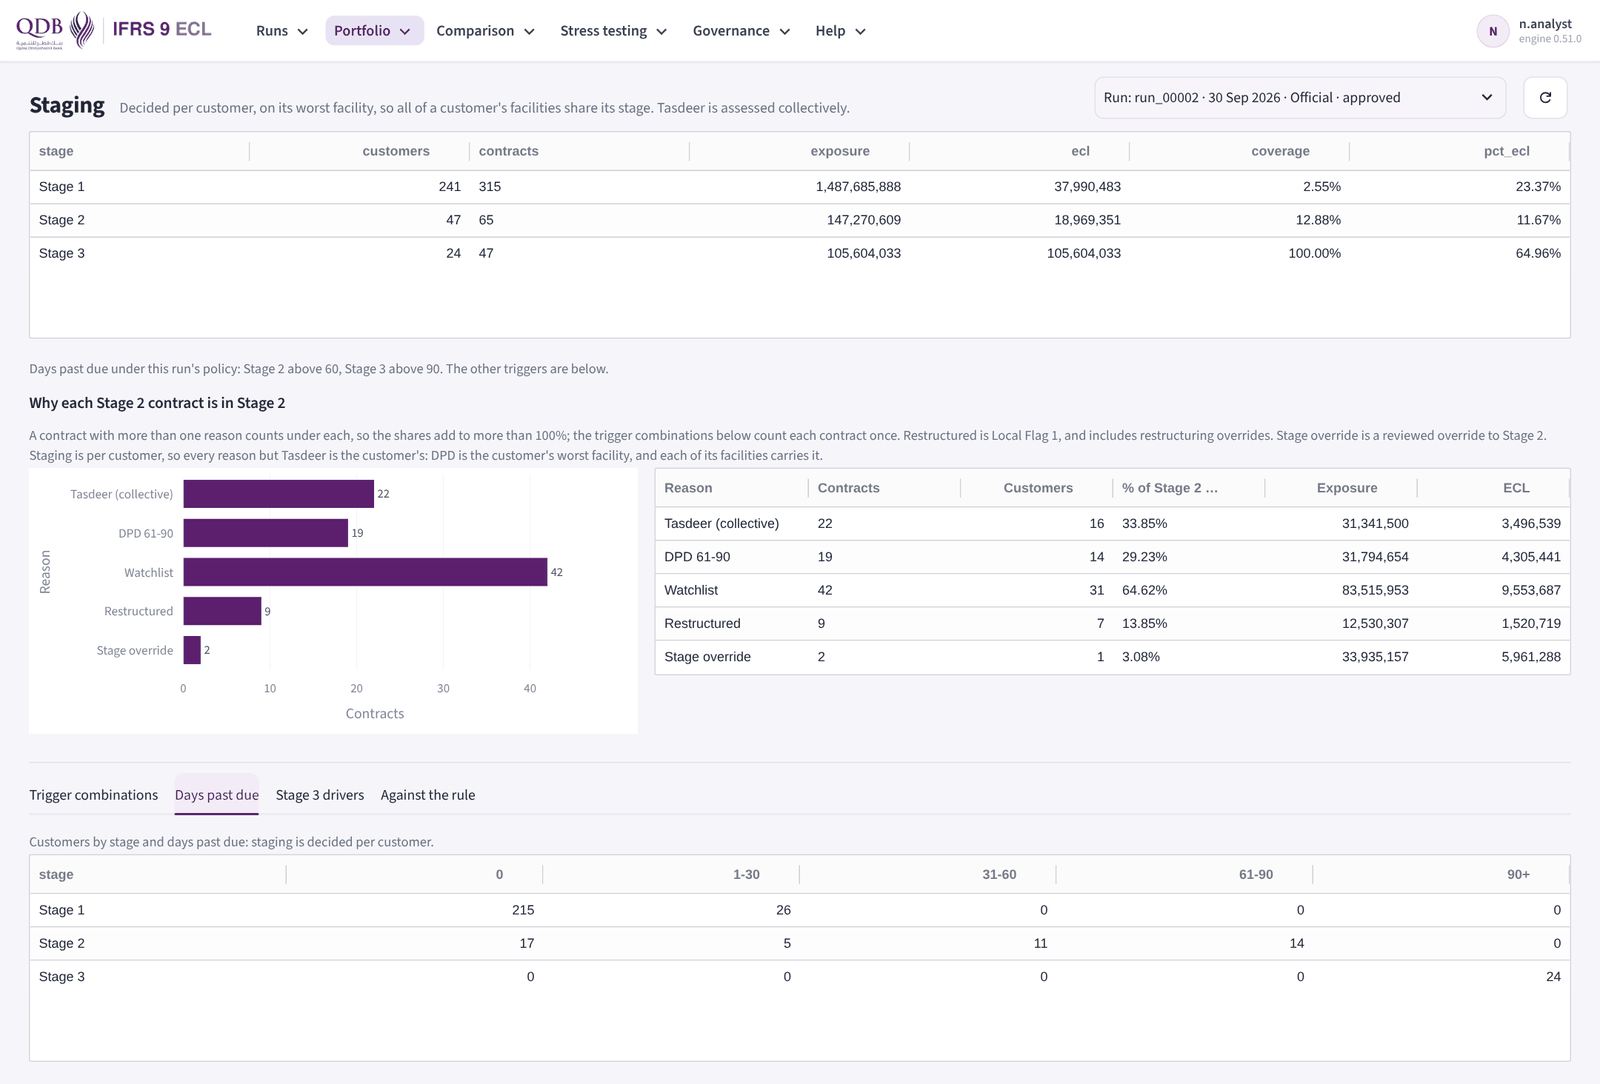 QDB
IFRS 9 ECL
Runs
Portfolio
Comparison
Stress testing
Governance
Help
N
n.analyst
engine 0.51.0
Staging
Decided per customer, on its worst facility, so all of a customer's facilities share its stage. Tasdeer is assessed collectively.
Run: run_00002 · 30 Sep 2026 · Official · approved
stage customers contracts exposure ecl coverage pct_ecl
Stage 1 241 315 1,487,685,888 37,990,483 2.55% 23.37%
Stage 2 47 65 147,270,609 18,969,351 12.88% 11.67%
Stage 3 24 47 105,604,033 105,604,033 100.00% 64.96%
Days past due under this run's policy: Stage 2 above 60, Stage 3 above 90. The other triggers are below.
Why each Stage 2 contract is in Stage 2
A contract with more than one reason counts under each, so the shares add to more than 100%; the trigger combinations below count each contract once. Restructured is Local Flag 1, and includes restructuring overrides. Stage override is a reviewed override to Stage 2.
Staging is per customer, so every reason but Tasdeer is the customer's: DPD is the customer's worst facility, and each of its facilities carries it.
Reason
Tasdeer (collective) 22
DPD 61-90 19
Watchlist 42
Restructured 9
Stage override 2
0 10 20 30 40
Contracts
Reason Contracts Customers % of Stage 2 ... Exposure ECL
Tasdeer (collective) 22 16 33.85% 31,341,500 3,496,539
DPD 61-90 19 14 29.23% 31,794,654 4,305,441
Watchlist 42 31 64.62% 83,515,953 9,553,687
Restructured 9 7 13.85% 12,530,307 1,520,719
Stage override 2 1 3.08% 33,935,157 5,961,288
Trigger combinations
Days past due
Stage 3 drivers
Against the rule
Customers by stage and days past due: staging is decided per customer.
stage 0 1-30 31-60 61-90 90+
Stage 1 215 26 0 0 0
Stage 2 17 5 11 14 0
Stage 3 0 0 0 0 24